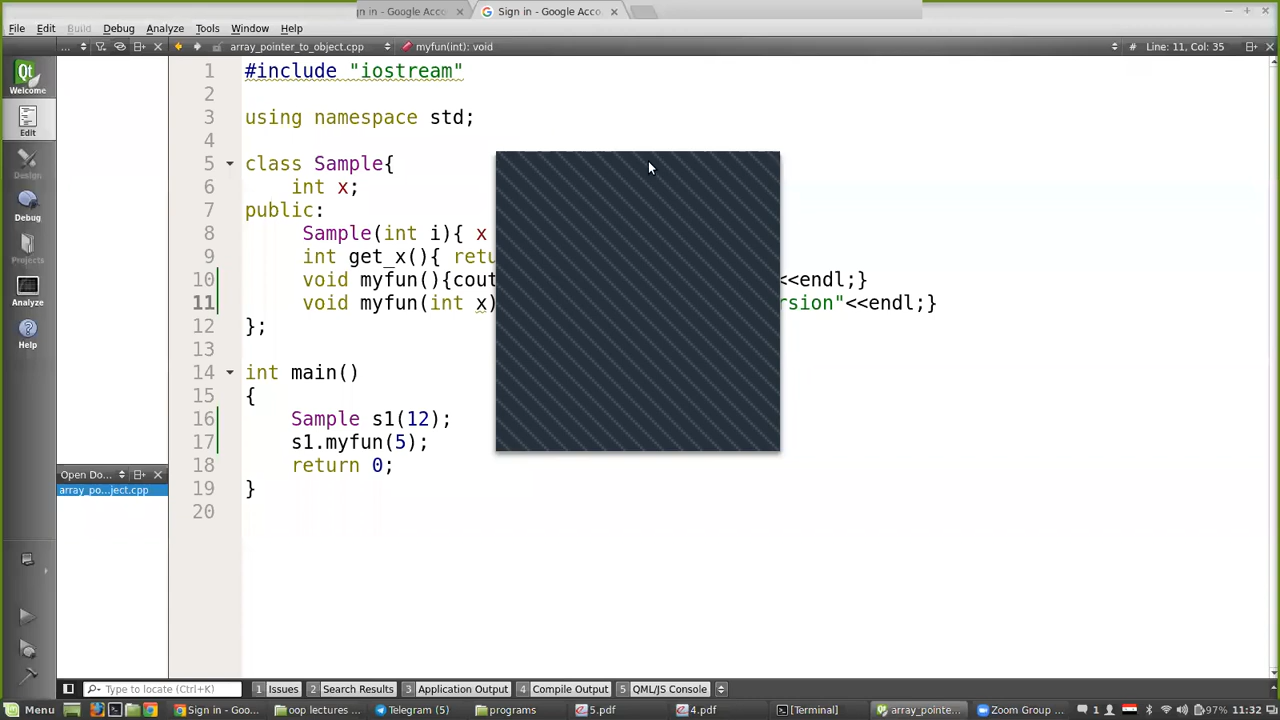 gn in - Google Acco
Sign in - Google Acco
File Edit Build Debug Analyze Tools Window Help
... array_pointer_to_object.cpp myfun(int): void # Line: 11, Col: 35
Welcome
Edit
Design
Debug
Projects
Analyze
Help
1 #include "iostream"
2
3 using namespace std;
4
5 class Sample{
6 int x;
7 public:
8 Sample(int i){ x
9 int get_x(){ retu
10 void myfun(){cout <<endl;}
11 void myfun(int x) rsion"<<endl;}
12 };
13
14 int main()
15 {
16 Sample s1(12);
17 s1.myfun(5);
18 return 0;
19 }
20
Open Do...
array_po...ject.cpp
Type to locate (Ctrl+K) 1 Issues 2 Search Results 3 Application Output 4 Compile Output 5 QML/JS Console
Menu Sign in - Goo... oop lectures ... Telegram (5) programs 5.pdf 4.pdf [Terminal] array_pointe... Zoom Group ... 1 97% 11:32